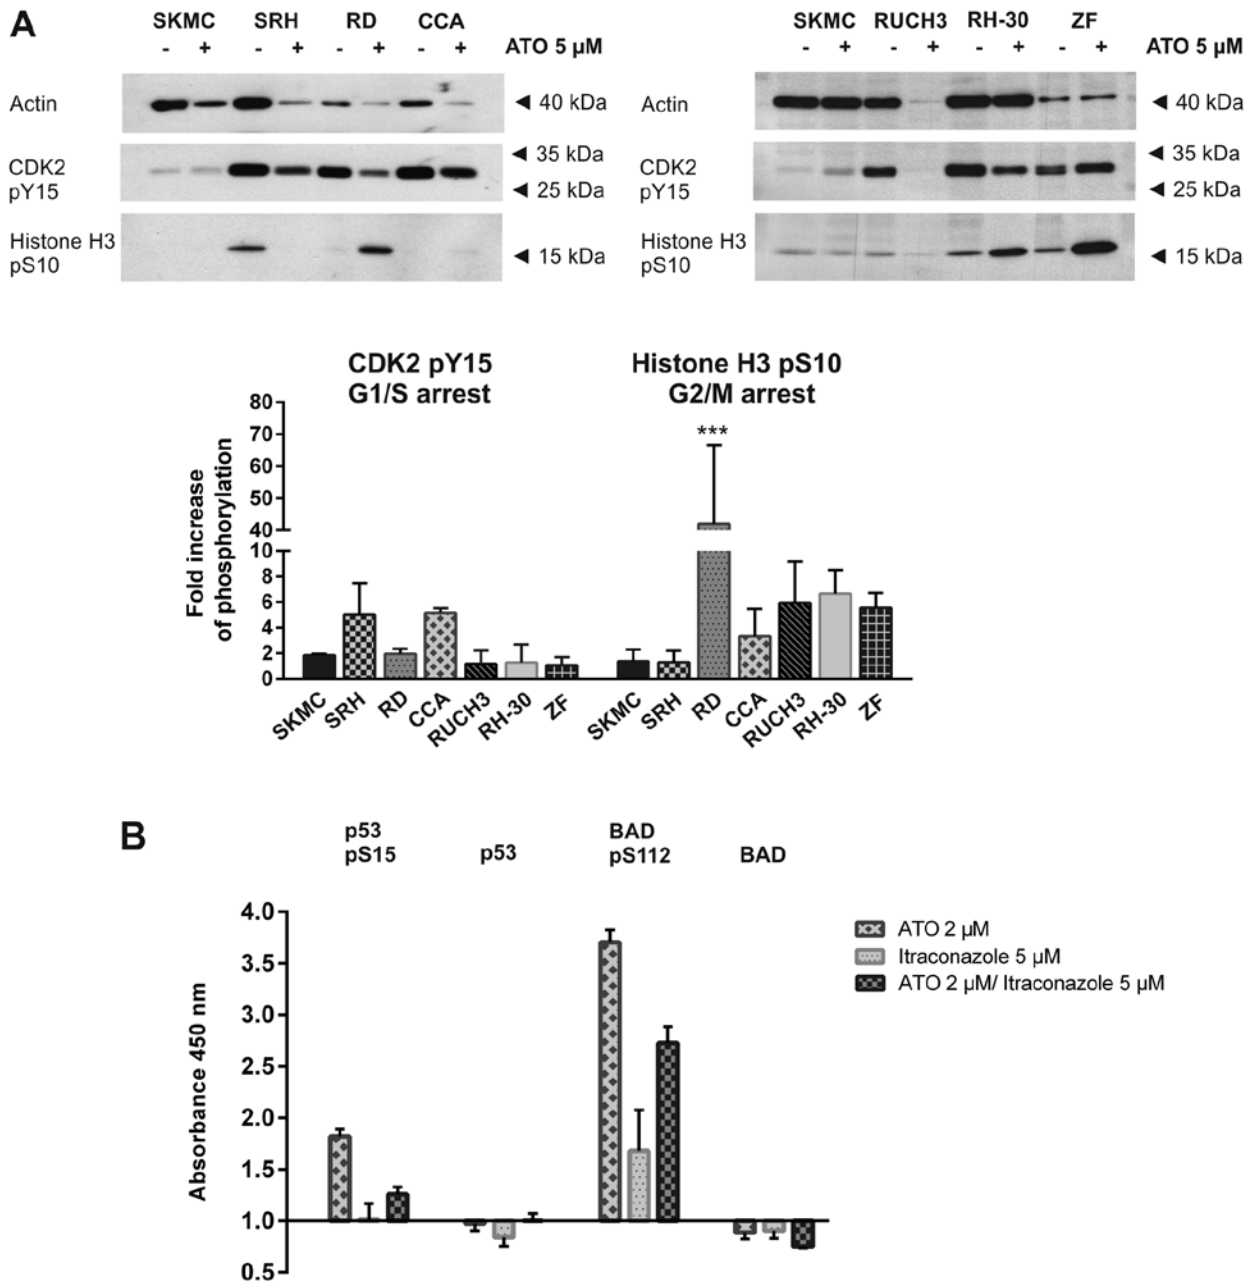 A
SKMC SRH RD CCA
- + - + - + - + ATO 5 µM
Actin
◄ 40 kDa
CDK2
pY15
◄ 35 kDa
◄ 25 kDa
Histone H3
pS10
◄ 15 kDa
SKMC RUCH3 RH-30 ZF
- + - + - + - + ATO 5 µM
Actin
◄ 40 kDa
CDK2
pY15
◄ 35 kDa
◄ 25 kDa
Histone H3
pS10
◄ 15 kDa
CDK2 pY15
G1/S arrest
Histone H3 pS10
G2/M arrest
Fold increase
of phosphorylation
80
70
60
50
40
10
8
6
4
2
0
***
SKMC SRH RD CCA RUCH3 RH-30 ZF
SKMC SRH RD CCA RUCH3 RH-30 ZF
B
p53
pS15
p53
BAD
pS112
BAD
Absorbance 450 nm
4.0
3.5
3.0
2.5
2.0
1.5
1.0
0.5
ATO 2 µM
Itraconazole 5 µM
ATO 2 µM/ Itraconazole 5 µM